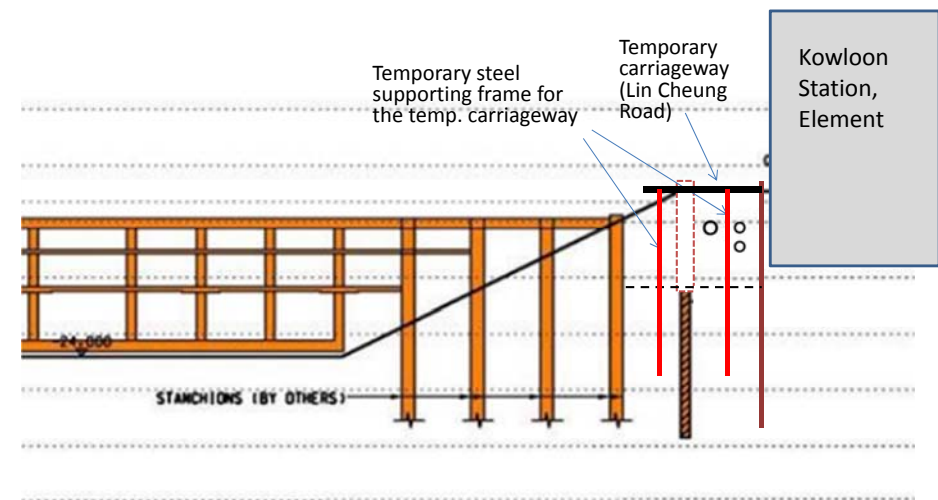 Temporary steel
supporting frame for
the temp. carriageway
Temporary
carriageway
(Lin Cheung
Road)
Kowloon
Station,
Element
-24.000
STANCHIONS (BY OTHERS)